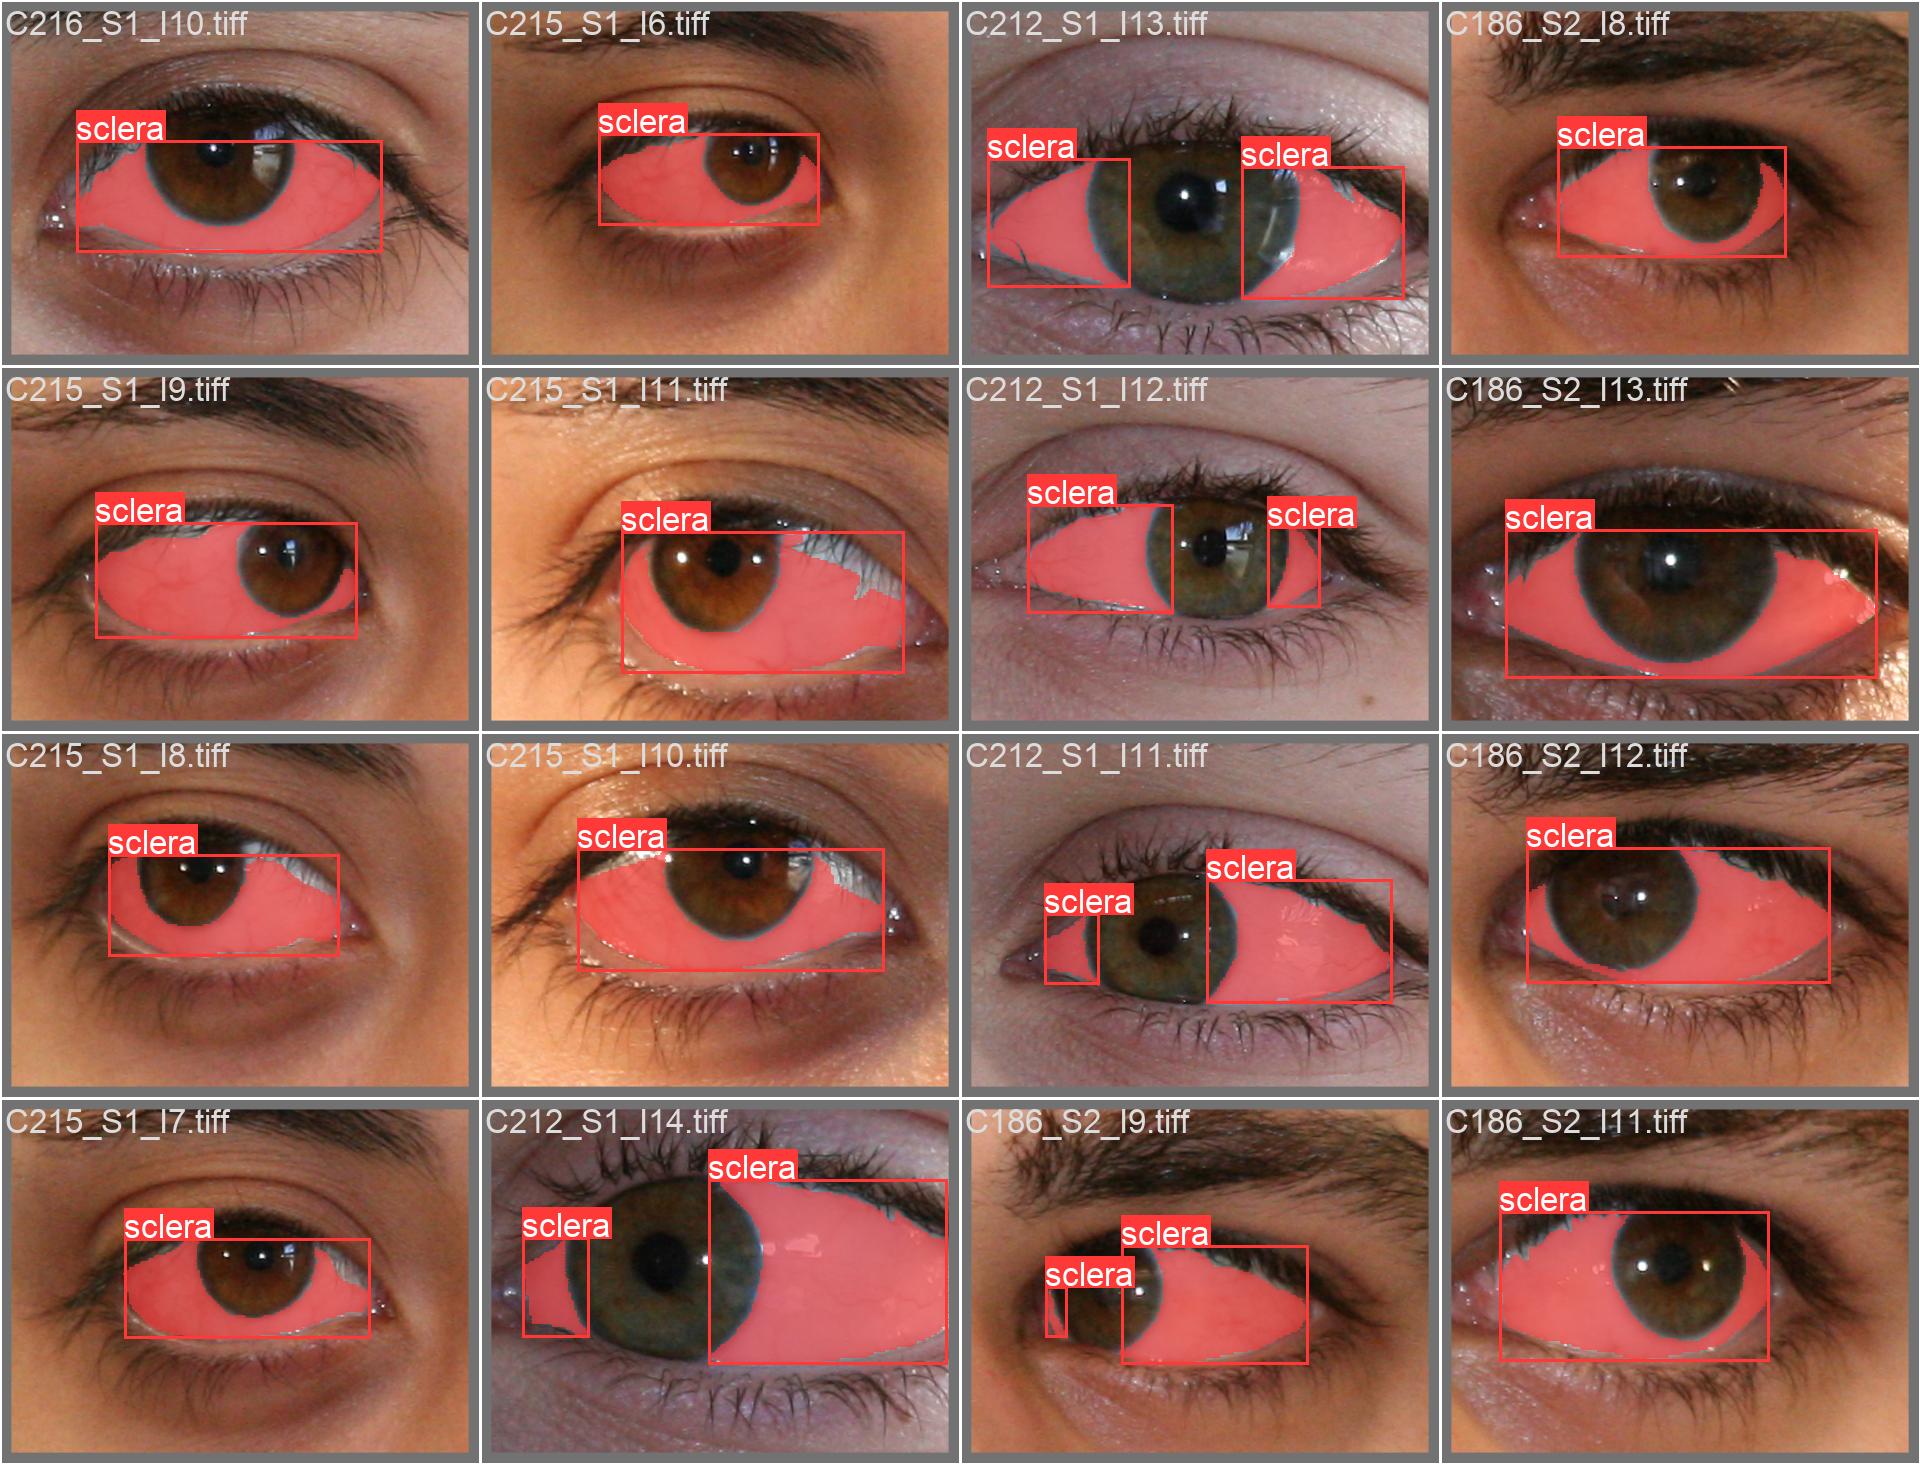 C216_S1_I10.tiff
sclera
C215_S1_I6.tiff
sclera
C212_S1_I13.tiff
sclera
sclera
C186_S2_I8.tiff
sclera
C215_S1_I9.tiff
sclera
C215_S1_I11.tiff
sclera
C212_S1_I12.tiff
sclera
sclera
C186_S2_I13.tiff
sclera
C215_S1_I8.tiff
sclera
C215_S1_I10.tiff
sclera
C212_S1_I11.tiff
sclera
sclera
C186_S2_I12.tiff
sclera
C215_S1_I7.tiff
sclera
C212_S1_I14.tiff
sclera
sclera
C186_S2_I9.tiff
sclera
sclera
C186_S2_I11.tiff
sclera